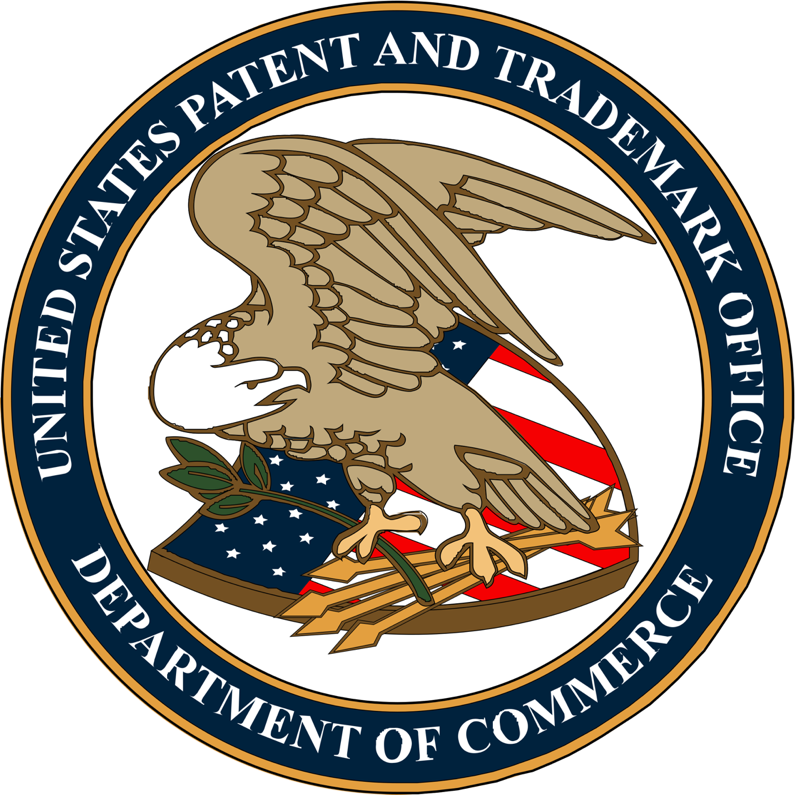 UNITED STATES PATENT AND TRADEMARK OFFICE
DEPARTMENT OF COMMERCE